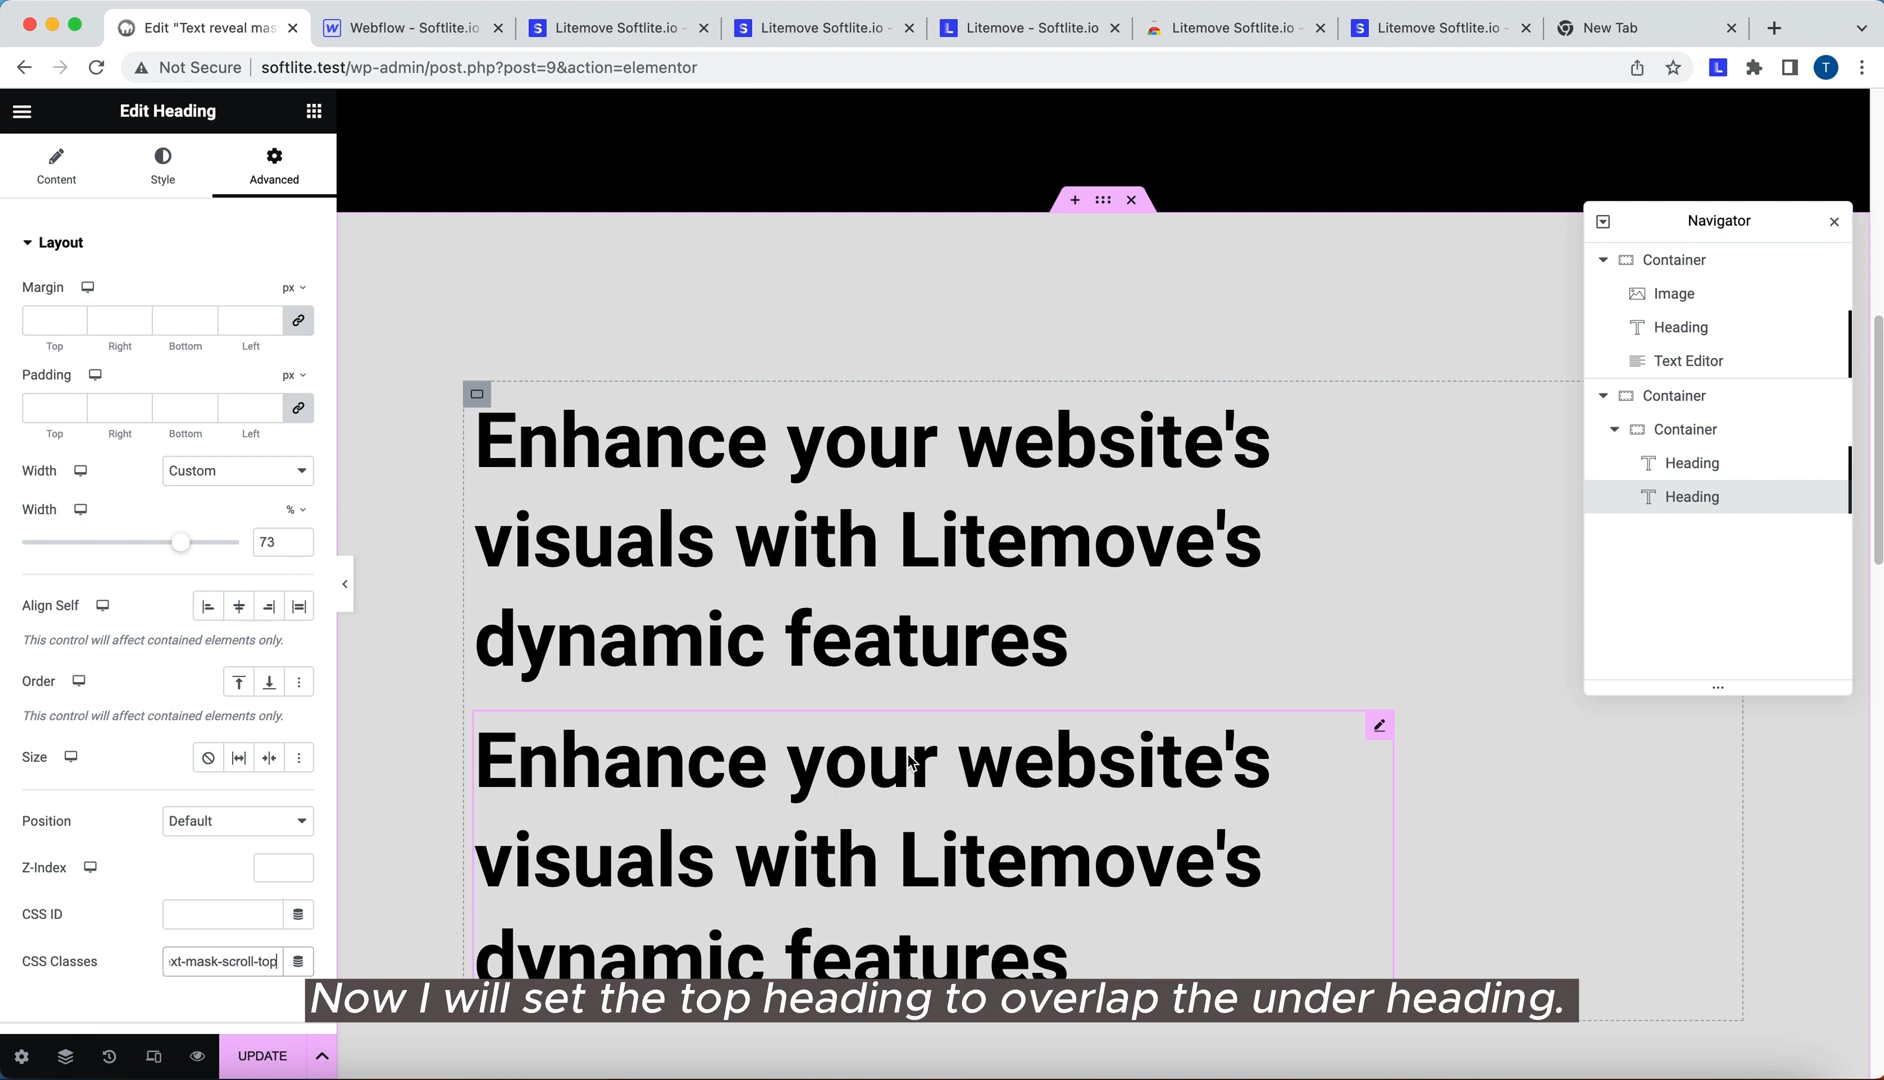 Edit "Text reveal mas
Webflow - Softlite.io
Litemove Softlite.io -
Litemove Softlite.io -
Litemove - Softlite.io
Litemove Softlite.io -
Litemove Softlite.io -
New Tab
Not Secure
softlite.test/wp-admin/post.php?post=9&action=elementor
L
T
Edit Heading
Content
Style
Advanced
Layout
Margin
px
Top
Right
Bottom
Left
Padding
px
Top
Right
Bottom
Left
Width
Custom
Width
%
73
Align Self
This control will affect contained elements only.
Order
This control will affect contained elements only.
Size
Position
Default
Z-Index
CSS ID
CSS Classes
xt-mask-scroll-top
UPDATE
Enhance your website's
visuals with Litemove's
dynamic features
Enhance your website's
visuals with Litemove's
dynamic features
Navigator
Container
Image
Heading
Text Editor
Container
Container
Heading
Heading
Now I will set the top heading to overlap the under heading.